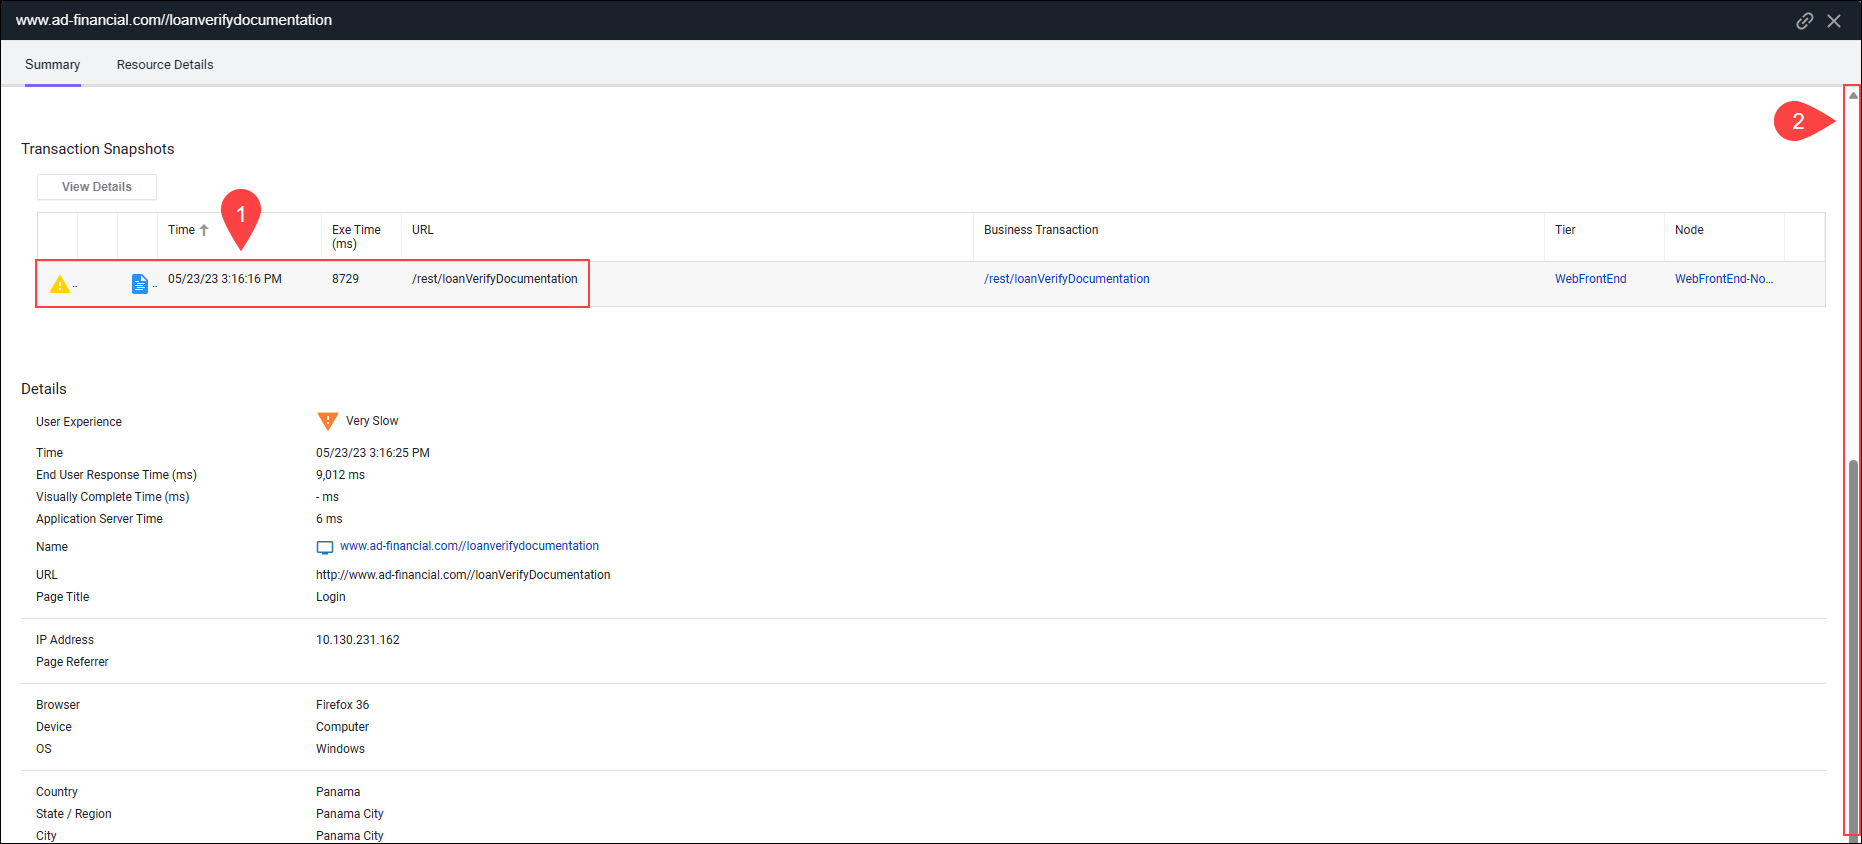 www.ad-financial.com//loanverifydocumentation
Summary Resource Details
2
Transaction Snapshots
View Details
1
Time Exe Time (ms) URL Business Transaction Tier Node
.. .. 05/23/23 3:16:16 PM 8729 /rest/loanVerifyDocumentation /rest/loanVerifyDocumentation WebFrontEnd WebFrontEnd-No...
Details
User Experience Very Slow
Time 05/23/23 3:16:25 PM
End User Response Time (ms) 9,012 ms
Visually Complete Time (ms) - ms
Application Server Time 6 ms
Name www.ad-financial.com//loanverifydocumentation
URL http://www.ad-financial.com//loanVerifyDocumentation
Page Title Login
IP Address 10.130.231.162
Page Referrer
Browser Firefox 36
Device Computer
OS Windows
Country Panama
State / Region Panama City
City Panama City